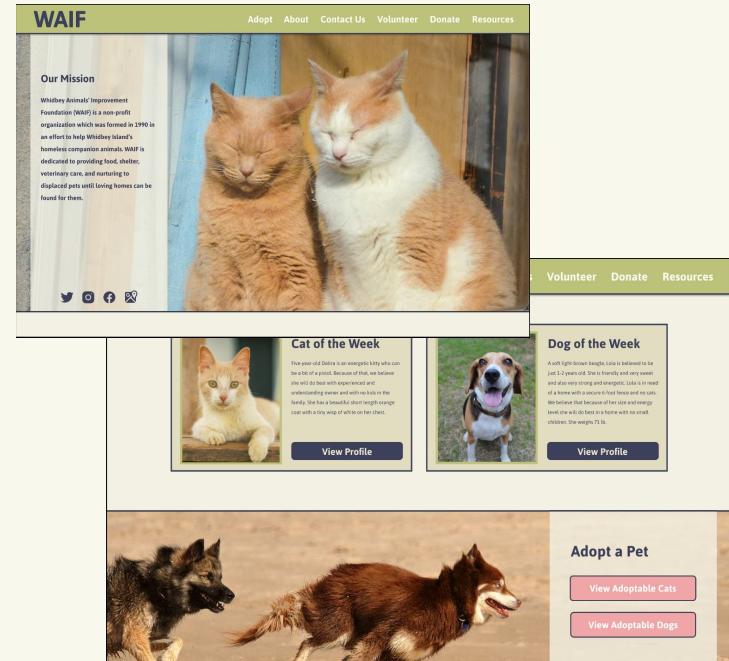 WAIF
Adopt About Contact Us Volunteer Donate Resources
Our Mission
Whidbey Animals' Improvement
Foundation (WAIF) is a non-profit
organization which was formed in 1990 in
an effort to help Whidbey Island's
homeless companion animals. WAIF is
dedicated to providing food, shelter,
veterinary care, and nurturing to
displaced pets until loving homes can be
found for them.
s Volunteer Donate Resources
Cat of the Week
Five-year-old Delira is an energetic kitty who can
be a bit of a pistol. Because of that, we believe
she will do best with experienced and
understanding owner and with no kids in the
family. She has a beautiful short length orange
coat with a tiny wisp of white on her chest.
View Profile
Dog of the Week
A soft light brown beagle, Lola is believed to be
just 1-2 years old. She is friendly and very sweet
and also very strong and energetic. Lola is in need
of a home with a secure 6 foot fence and no cats.
We believe that because of her size and energy
level she will do best in a home with no small
children. She weighs 71 lb.
View Profile
Adopt a Pet
View Adoptable Cats
View Adoptable Dogs